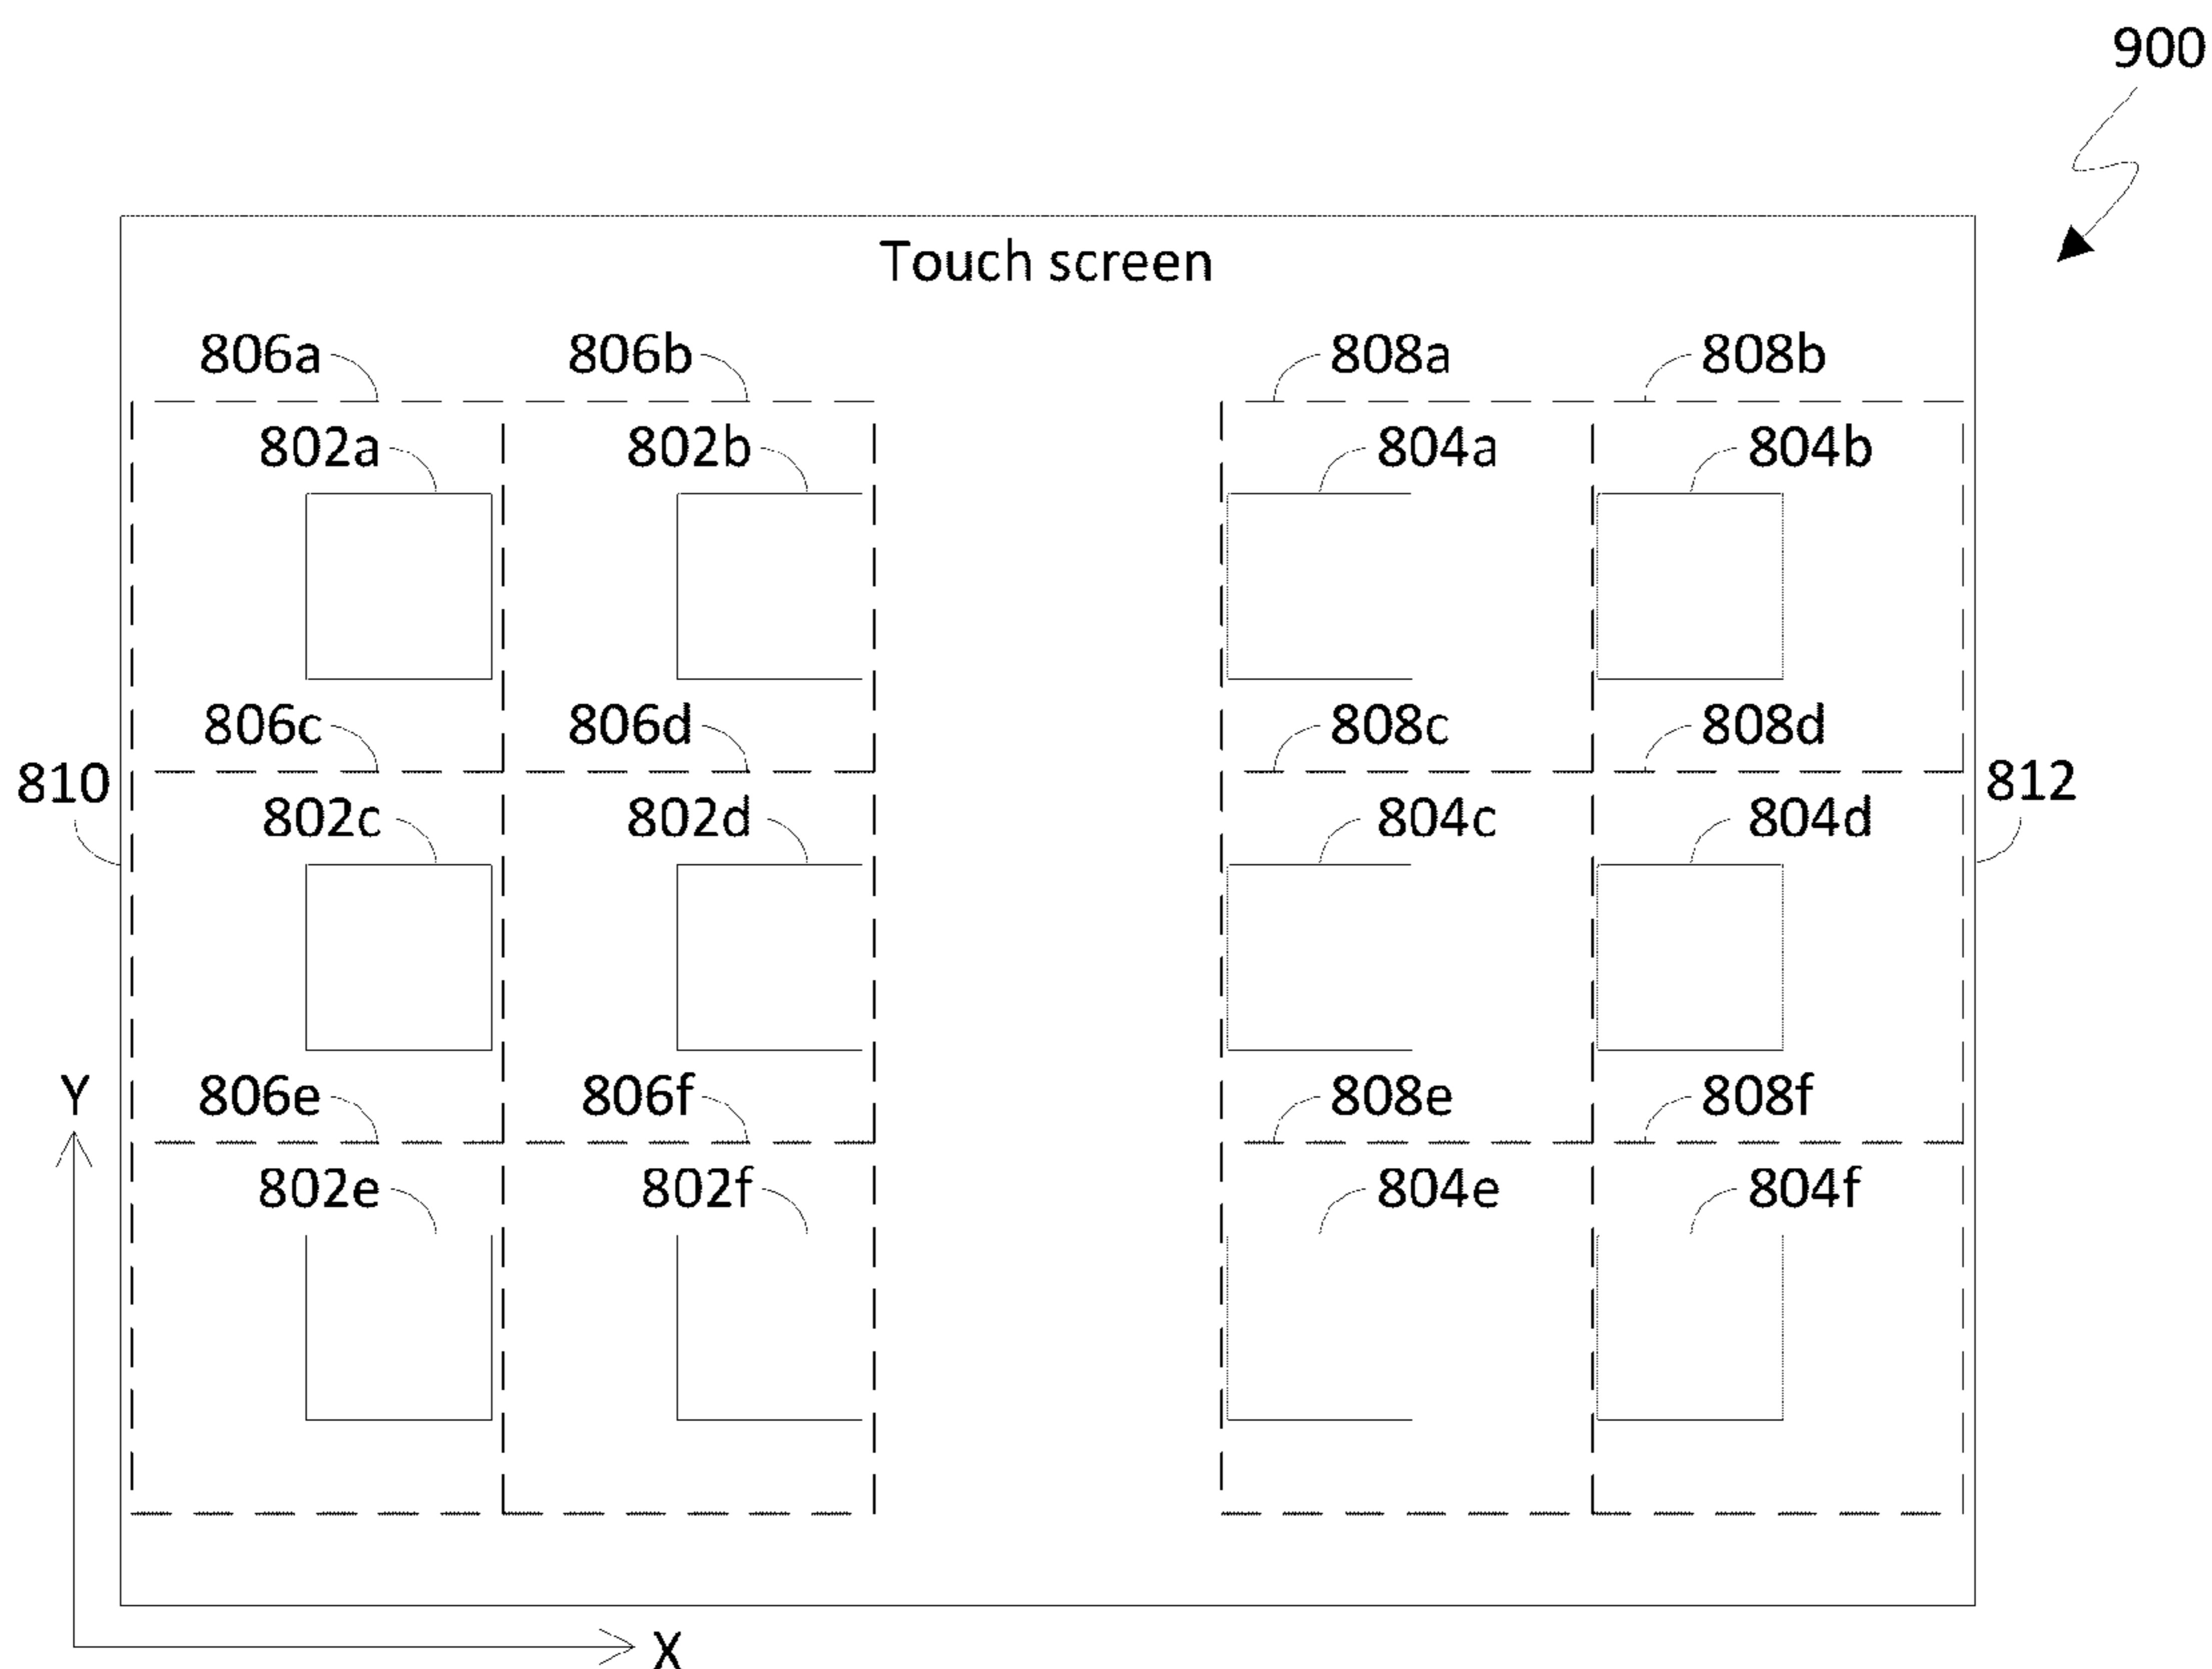 900
Touch screen
806a 806b 808a 808b
802a 802b 804a 804b
806c 806d 808c 808d
810 812
802c 802d 804c 804d
Y 806e 806f 808e 808f
802e 802f 804e 804f
X